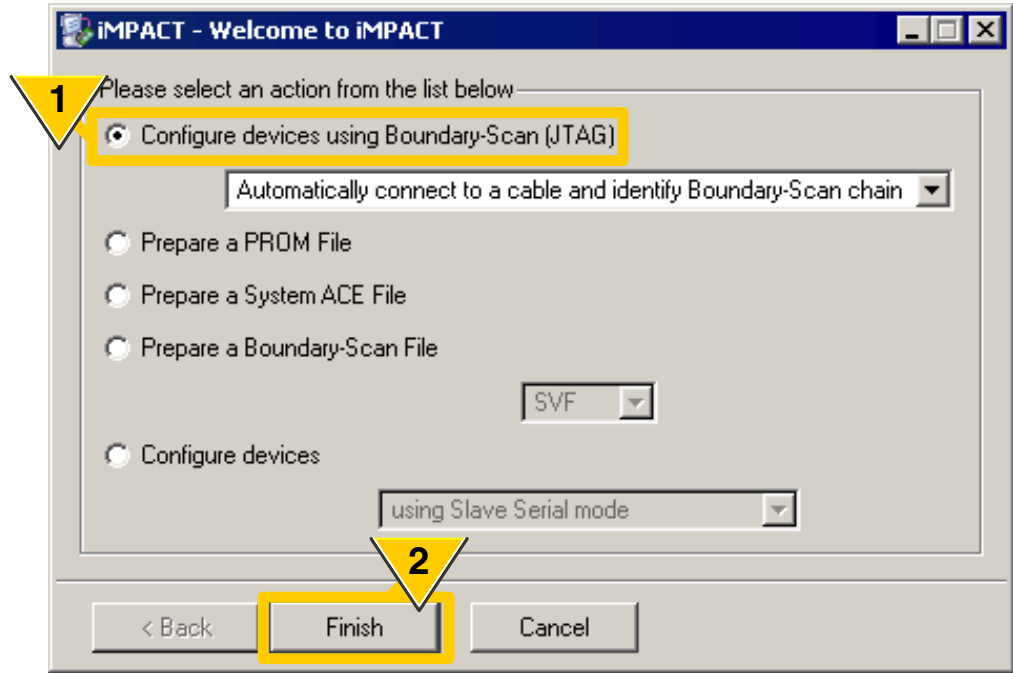 iMPACT - Welcome to iMPACT
1
Please select an action from the list below
Configure devices using Boundary-Scan (JTAG)
Automatically connect to a cable and identify Boundary-Scan chain
Prepare a PROM File
Prepare a System ACE File
Prepare a Boundary-Scan File
SVF
Configure devices
using Slave Serial mode
2
< Back Finish Cancel